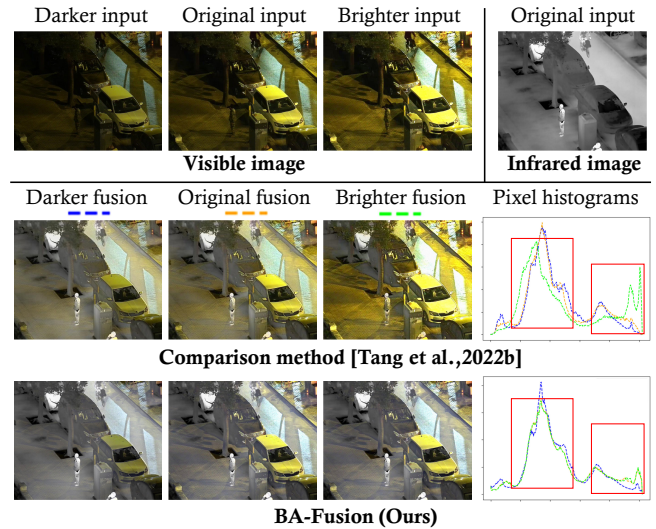 Darker input Original input Brighter input Original input
Visible image Infrared image
Darker fusion Original fusion Brighter fusion Pixel histograms
Comparison method [Tang et al.,2022b]
BA-Fusion (Ours)